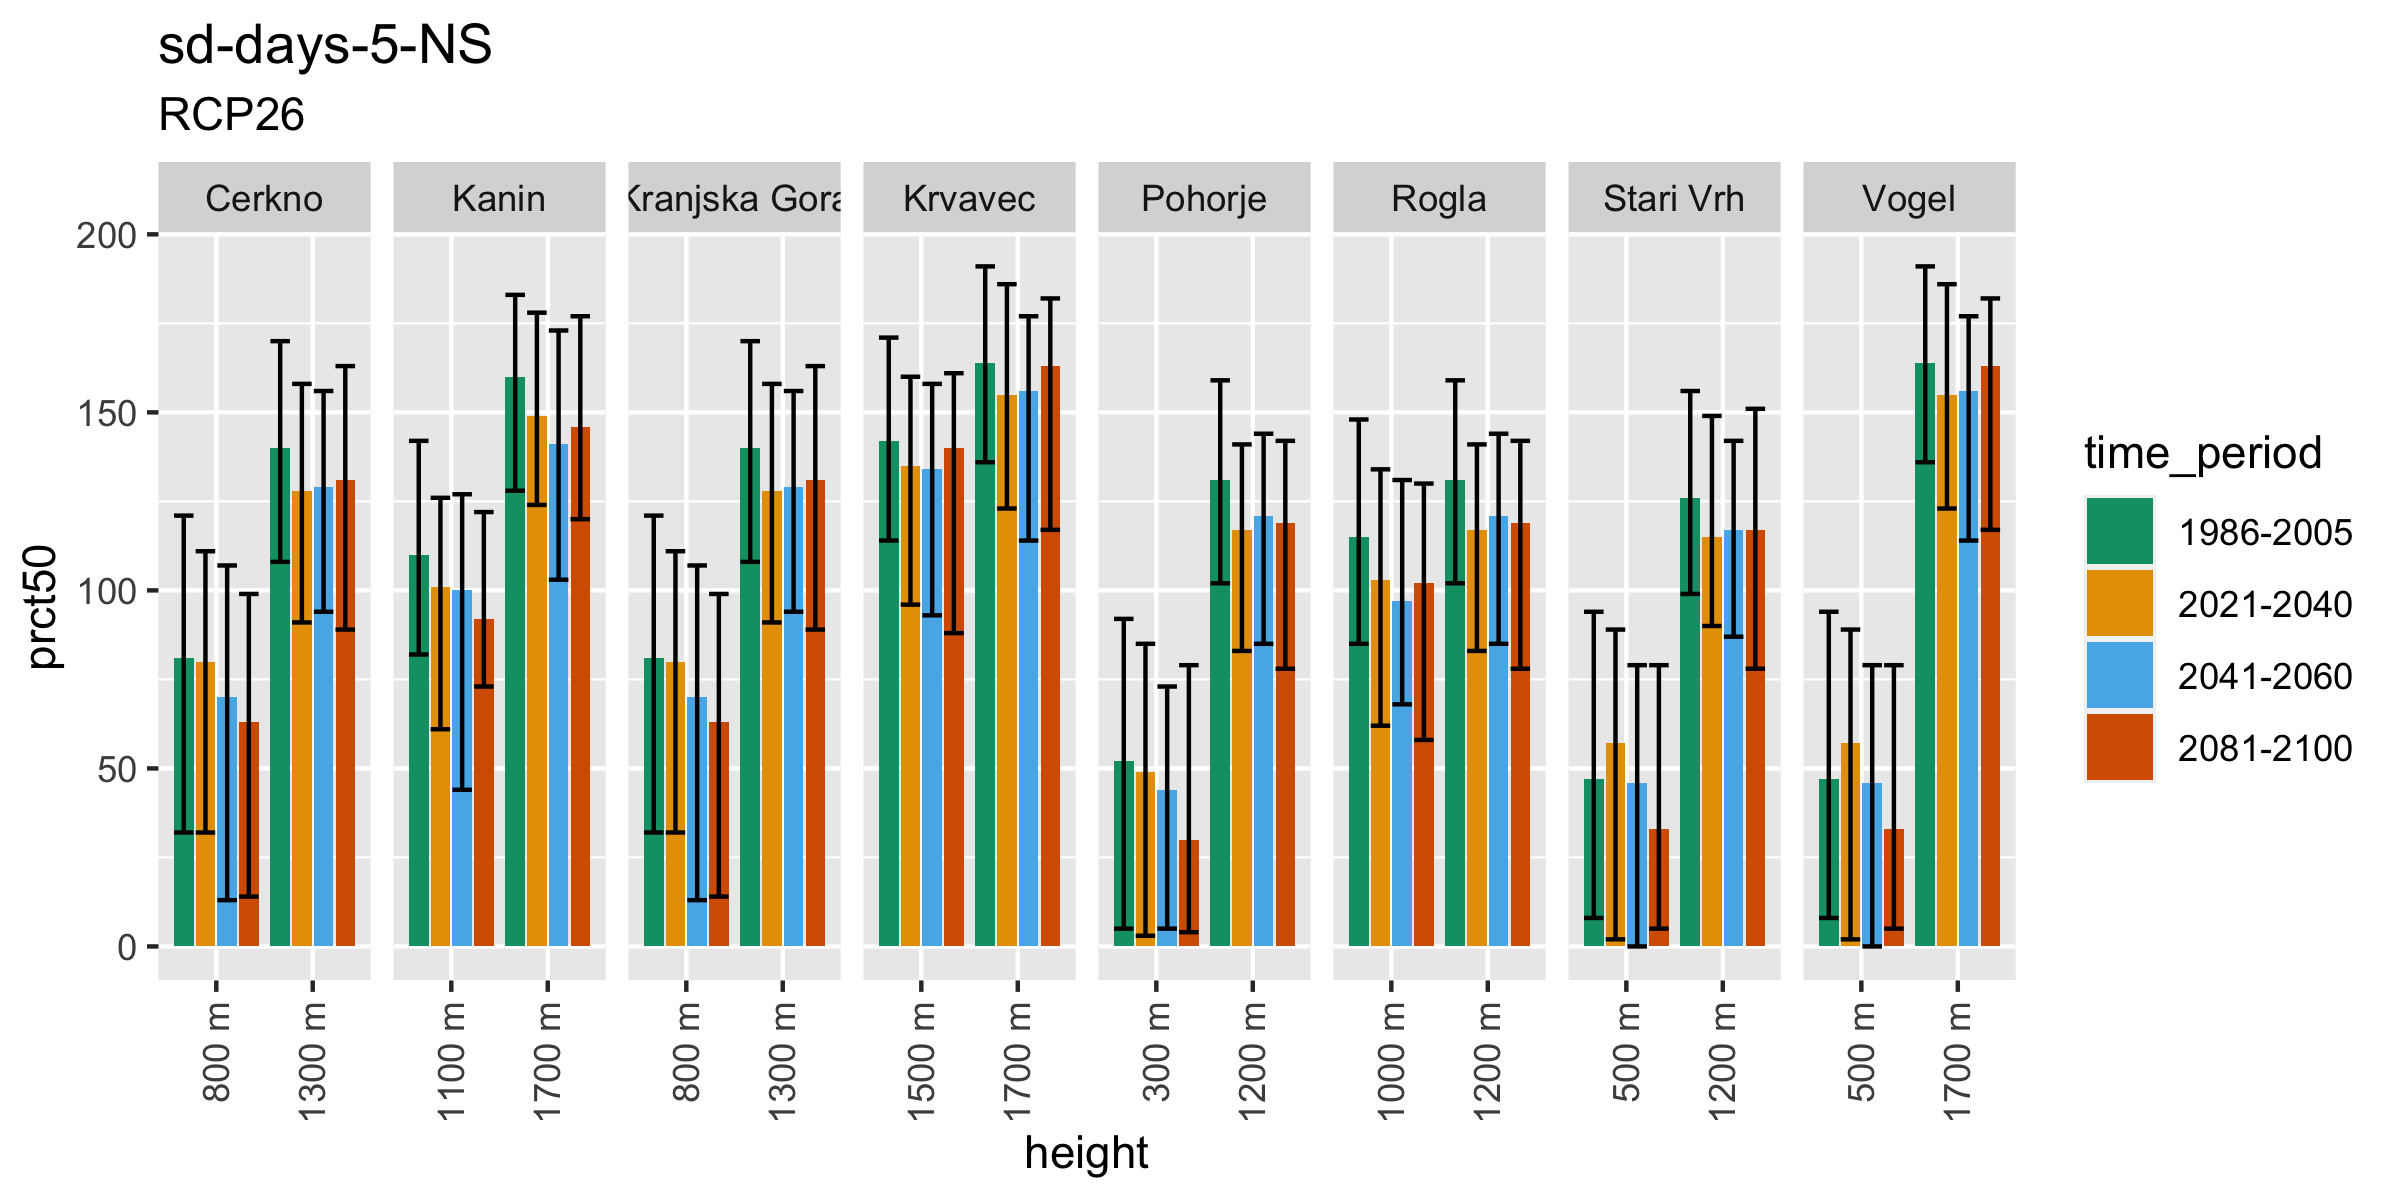 sd-days-5-NS
RCP26
Cerkno Kanin Kranjska Gora Krvavec Pohorje Rogla Stari Vrh Vogel
200
150
100
50
0
prct50
800 m 1300 m 1100 m 1700 m 800 m 1300 m 1500 m 1700 m 300 m 1200 m 1000 m 1200 m 500 m 1200 m 500 m 1700 m
height
time_period
1986-2005
2021-2040
2041-2060
2081-2100